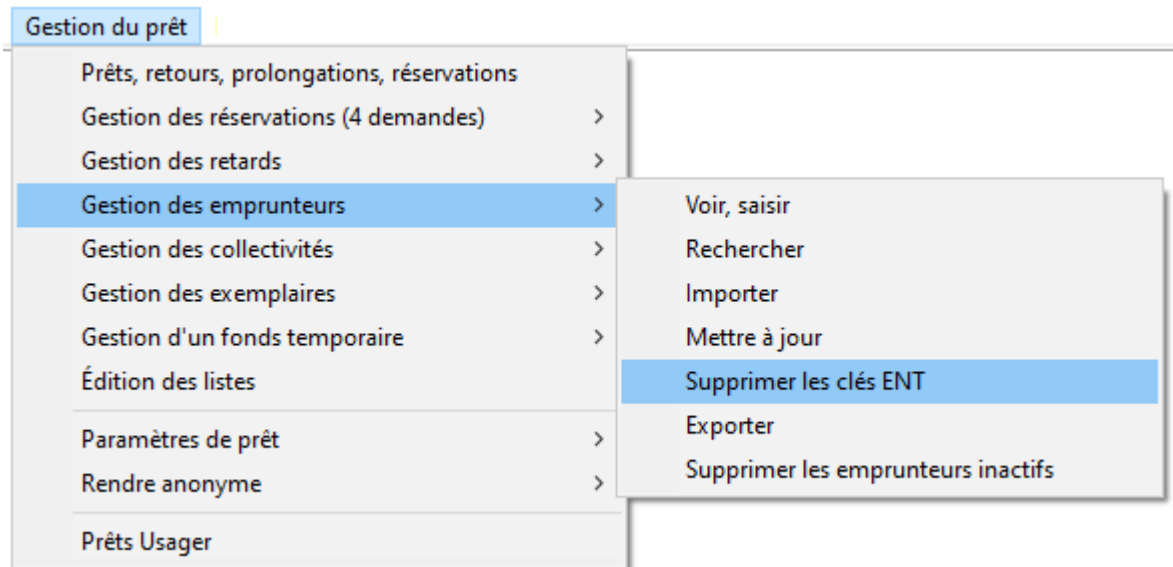 Gestion du prêt
Prêts, retours, prolongations, réservations
Gestion des réservations (4 demandes)
Gestion des retards
Gestion des emprunteurs
Gestion des collectivités
Gestion des exemplaires
Gestion d'un fonds temporaire
Édition des listes
Paramètres de prêt
Rendre anonyme
Prêts Usager
Voir, saisir
Rechercher
Importer
Mettre à jour
Supprimer les clés ENT
Exporter
Supprimer les emprunteurs inactifs